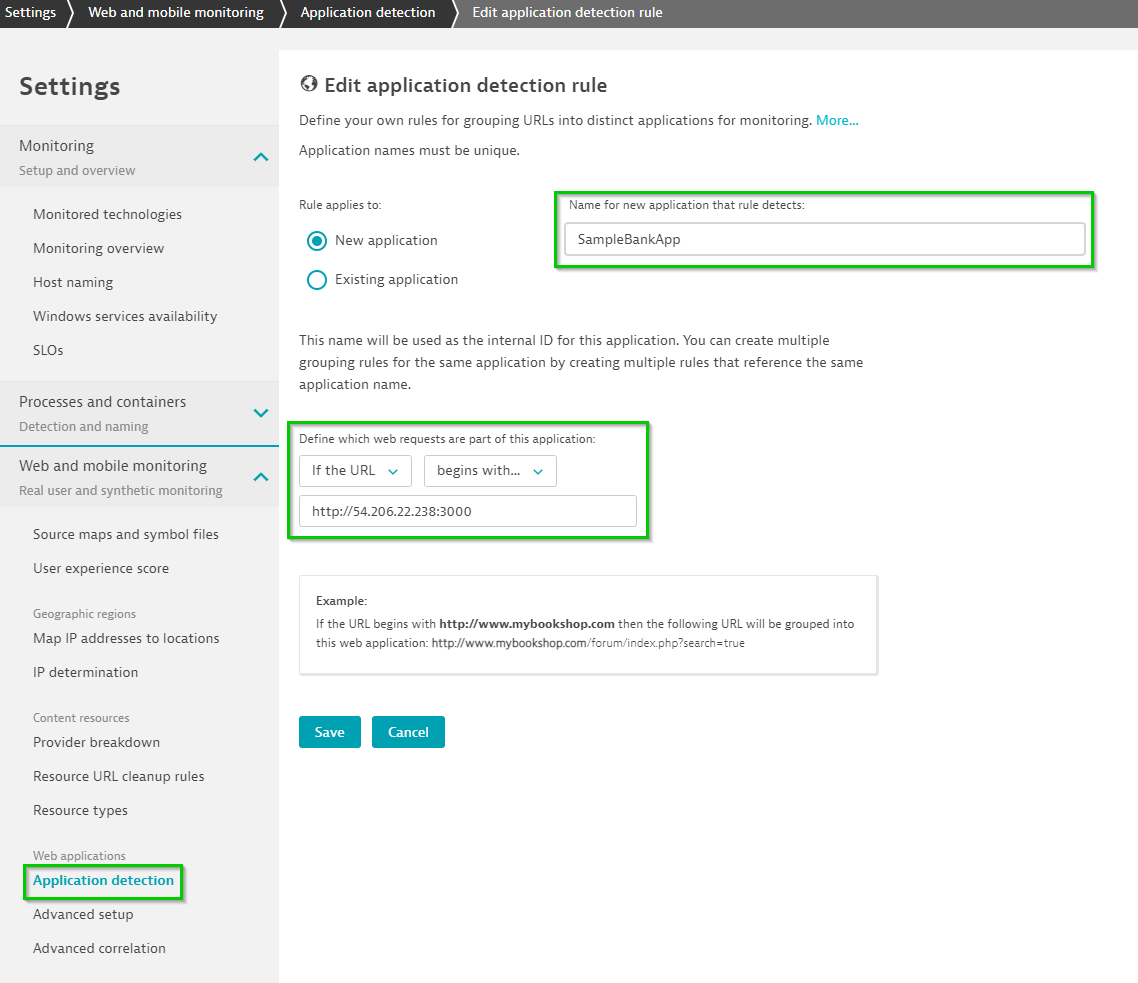 Settings
Web and mobile monitoring
Application detection
Edit application detection rule
Settings
Monitoring
Setup and overview
Monitored technologies
Monitoring overview
Host naming
Windows services availability
SLOs
Processes and containers
Detection and naming
Web and mobile monitoring
Real user and synthetic monitoring
Source maps and symbol files
User experience score
Geographic regions
Map IP addresses to locations
IP determination
Content resources
Provider breakdown
Resource URL cleanup rules
Resource types
Web applications
Application detection
Advanced setup
Advanced correlation
Edit application detection rule
Define your own rules for grouping URLs into distinct applications for monitoring. More...
Application names must be unique.
Rule applies to:
New application
Existing application
Name for new application that rule detects:
SampleBankApp
This name will be used as the internal ID for this application. You can create multiple
grouping rules for the same application by creating multiple rules that reference the same
application name.
Define which web requests are part of this application:
If the URL
begins with...
http://54.206.22.238:3000
Example:
If the URL begins with http://www.mybookshop.com then the following URL will be grouped into
this web application: http://www.mybookshop.com/forum/index.php?search=true
Save
Cancel